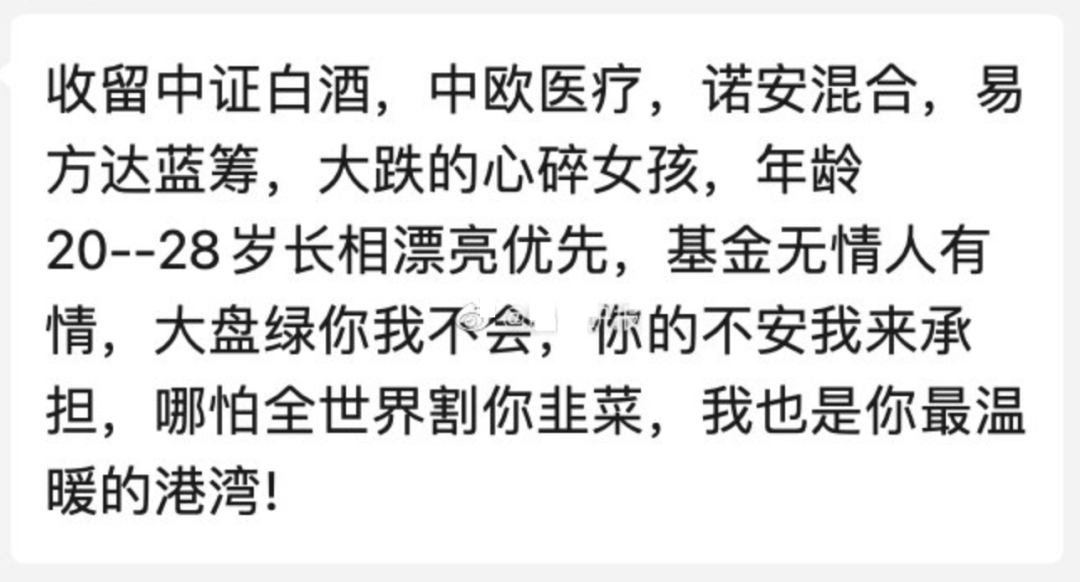 收留中证白酒，中欧医疗，诺安混合，易
方达蓝筹，大跌的心碎女孩，年龄
20--28岁长相漂亮优先，基金无情人有
情，大盘绿你我不会，你的不安我来承
担，哪怕全世界割你韭菜，我也是你最温
暖的港湾!